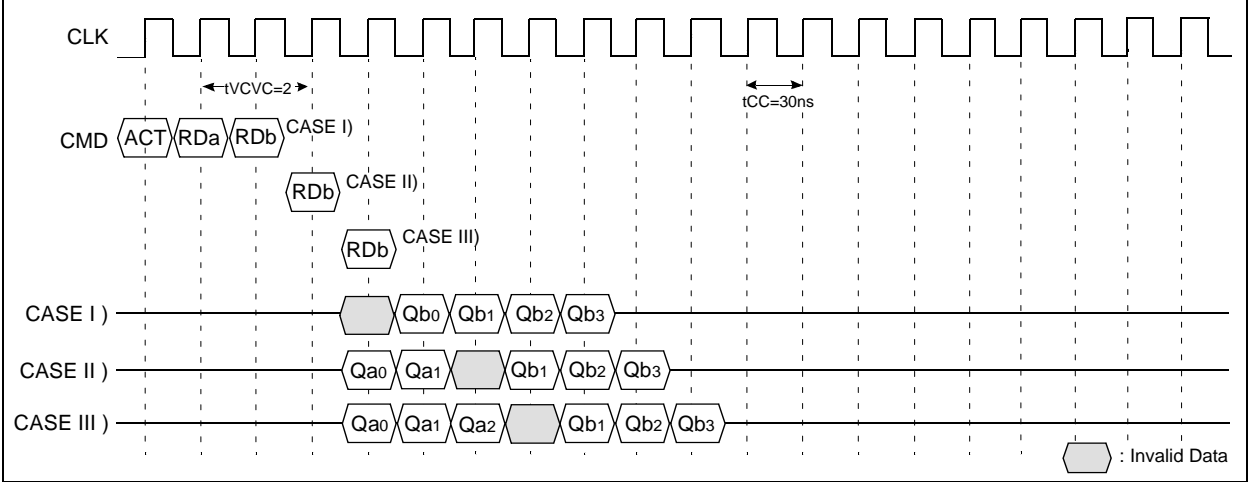 CLK
tVCVC=2
tCC=30ns
CMD ACT RDa RDb CASE I)
RDb CASE II)
RDb CASE III)
CASE I ) Qb0 Qb1 Qb2 Qb3
CASE II ) Qa0 Qa1 Qb1 Qb2 Qb3
CASE III ) Qa0 Qa1 Qa2 Qb1 Qb2 Qb3
: Invalid Data